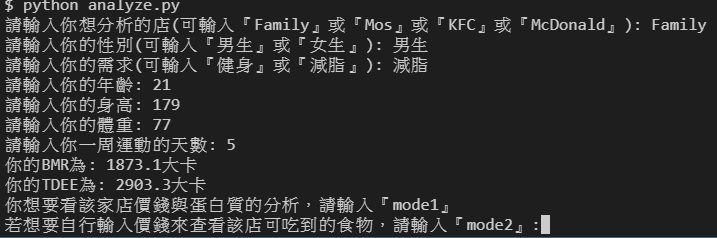 $ python analyze.py
請輸入你想分析的店(可輸入『Family』或『Mos』或『KFC』或『McDonald』): Family
請輸入你的性別(可輸入『男生』或『女生』): 男生
請輸入你的需求(可輸入『健身』或『減脂』): 減脂
請輸入你的年齡: 21
請輸入你的身高: 179
請輸入你的體重: 77
請輸入你一周運動的天數: 5
你的BMR為: 1873.1大卡
你的TDEE為: 2903.3大卡
你想要看該家店價錢與蛋白質的分析，請輸入『mode1』
若想要自行輸入價錢來查看該店可吃到的食物，請輸入『mode2』: